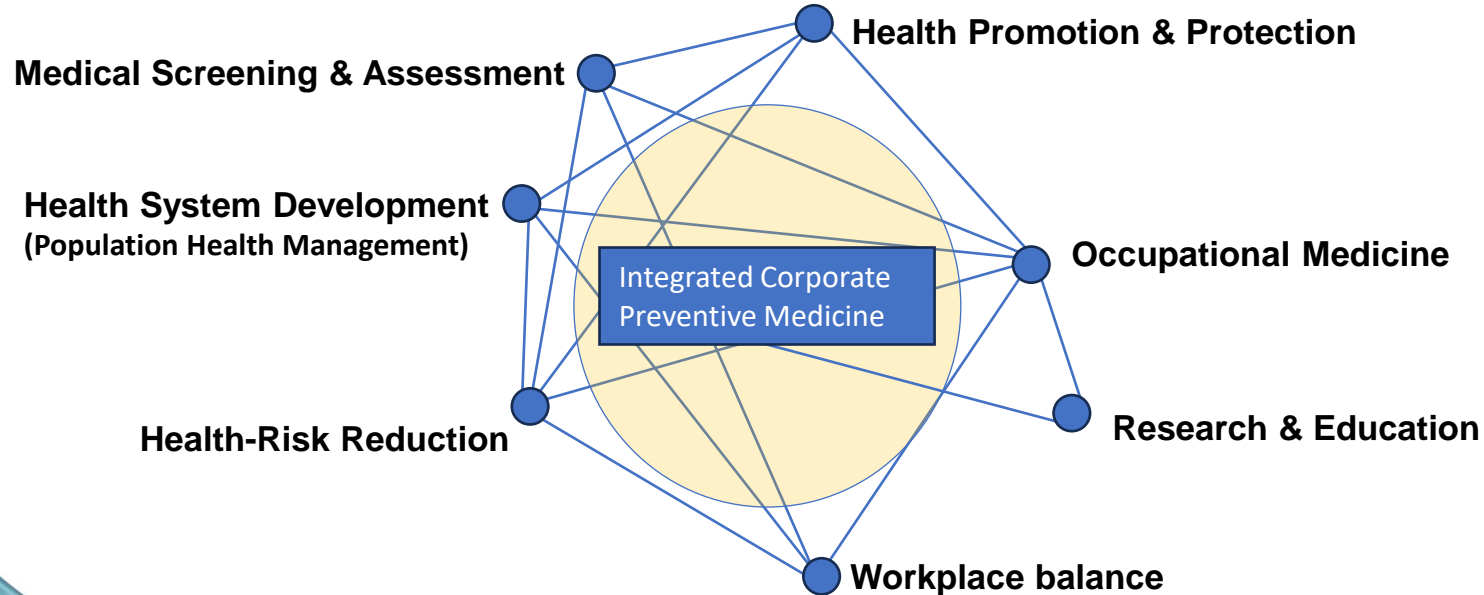 Health Promotion & Protection
Medical Screening & Assessment
Health System Development
(Population Health Management)
Occupational Medicine
Integrated Corporate
Preventive Medicine
Health-Risk Reduction
Research & Education
Workplace balance